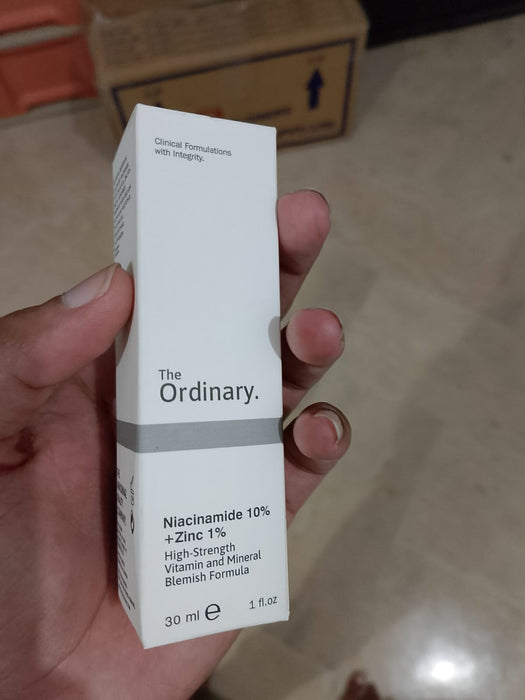 Clinical Formulations
with Integrity.
The
Ordinary.
Niacinamide 10%
+Zinc 1%
High-Strength
Vitamin and Mineral
Blemish Formula
30 ml e
1 fl.oz